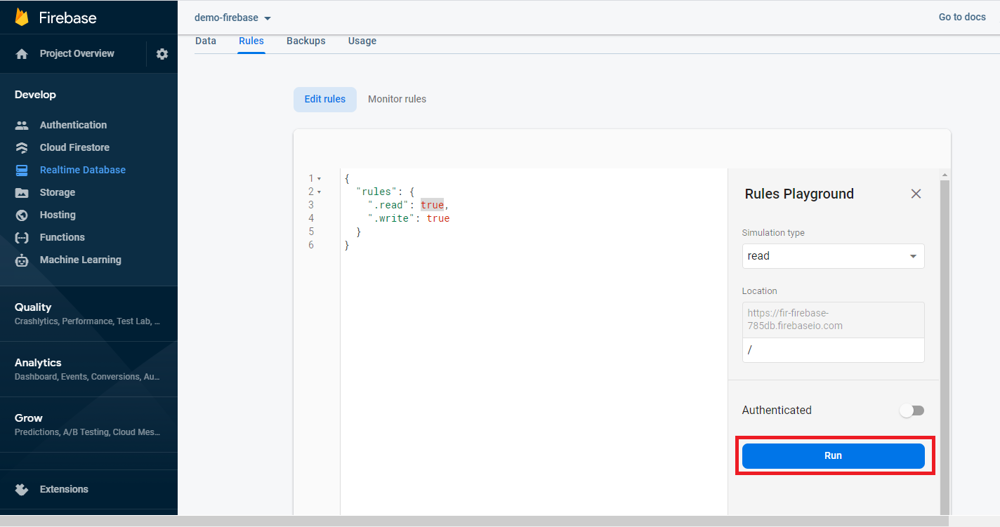 Firebase
demo-firebase
Go to docs
Project Overview
Data Rules Backups Usage
Develop
Authentication
Cloud Firestore
Realtime Database
Storage
Hosting
Functions
Machine Learning
Quality
Crashlytics, Performance, Test Lab, ...
Analytics
Dashboard, Events, Conversions, Au...
Grow
Predictions, A/B Testing, Cloud Mes...
Extensions
Edit rules Monitor rules
1 {
2 "rules": {
3 ".read": true,
4 ".write": true
5 }
6 }
Rules Playground
Simulation type
read
Location
https://fir-firebase-
785db.firebaseio.com
/
Authenticated
Run